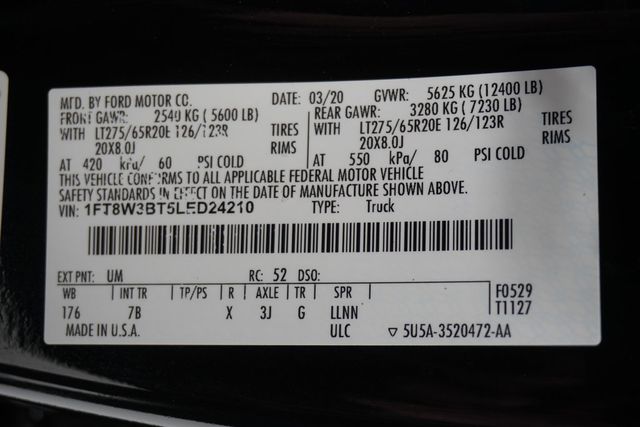 MFD. BY FORD MOTOR CO. DATE: 03/20 GVWR: 5625 KG (12400 LB)
FRONT GAWR: 2540 KG (5600 LB) REAR GAWR: 3280 KG (7230 LB)
WITH LT275/65R20E 126/123R TIRES WITH LT275/65R20E 126/123R TIRES
20X8.0J RIMS 20X8.0J RIMS
AT 420 kPa/ 60 PSI COLD AT 550 kPa/ 80 PSI COLD
THIS VEHICLE CONFORMS TO ALL APPLICABLE FEDERAL MOTOR VEHICLE
SAFETY STANDARDS IN EFFECT ON THE DATE OF MANUFACTURE SHOWN ABOVE.
VIN: 1FT8W3BT5LED24210 TYPE: Truck
EXT PNT: UM RC: 52 DSO:
WB INT TR TP/PS R AXLE TR SPR F0529
176 7B X 3J G LLNN T1127
MADE IN U.S.A. ULC ▽ 5U5A-3520472-AA